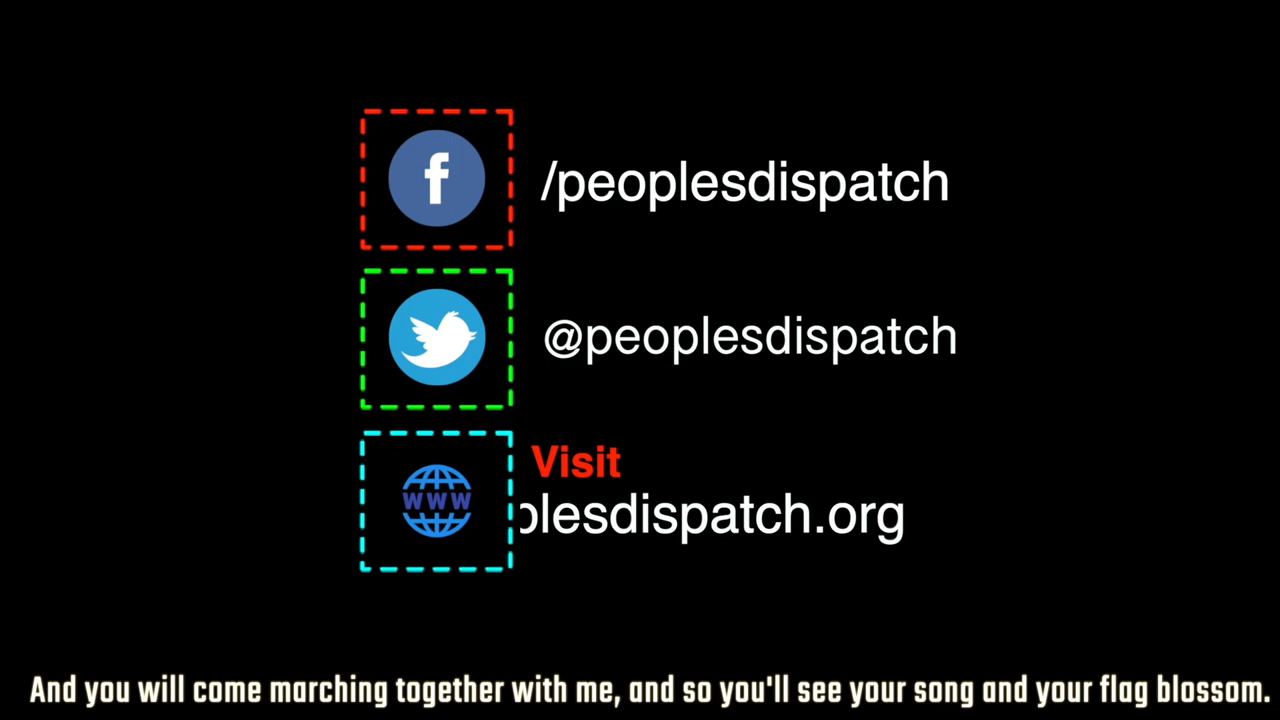 f
/peoplesdispatch
@peoplesdispatch
Visit
WWW
plesdispatch.org
And you will come marching together with me, and so you'll see your song and your flag blossom.